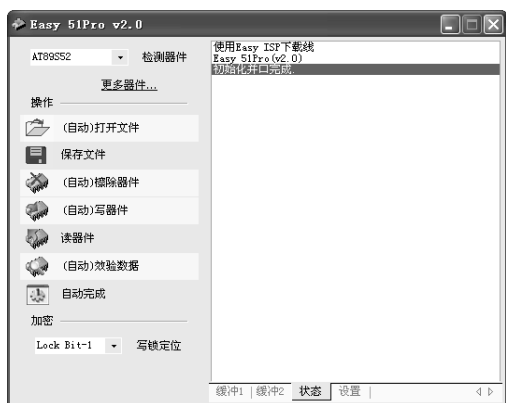 Easy 51Pro v2.0
AT89S52 检测器件
更多器件...
操作
(自动)打开文件
保存文件
(自动)檫除器件
(自动)写器件
读器件
(自动)效验数据
自动完成
加密
Lock Bit-1 写锁定位
使用Easy ISP下载线
Easy 51Pro(v2.0)
初始化并口完成.
缓冲1 缓冲2 状态 设置